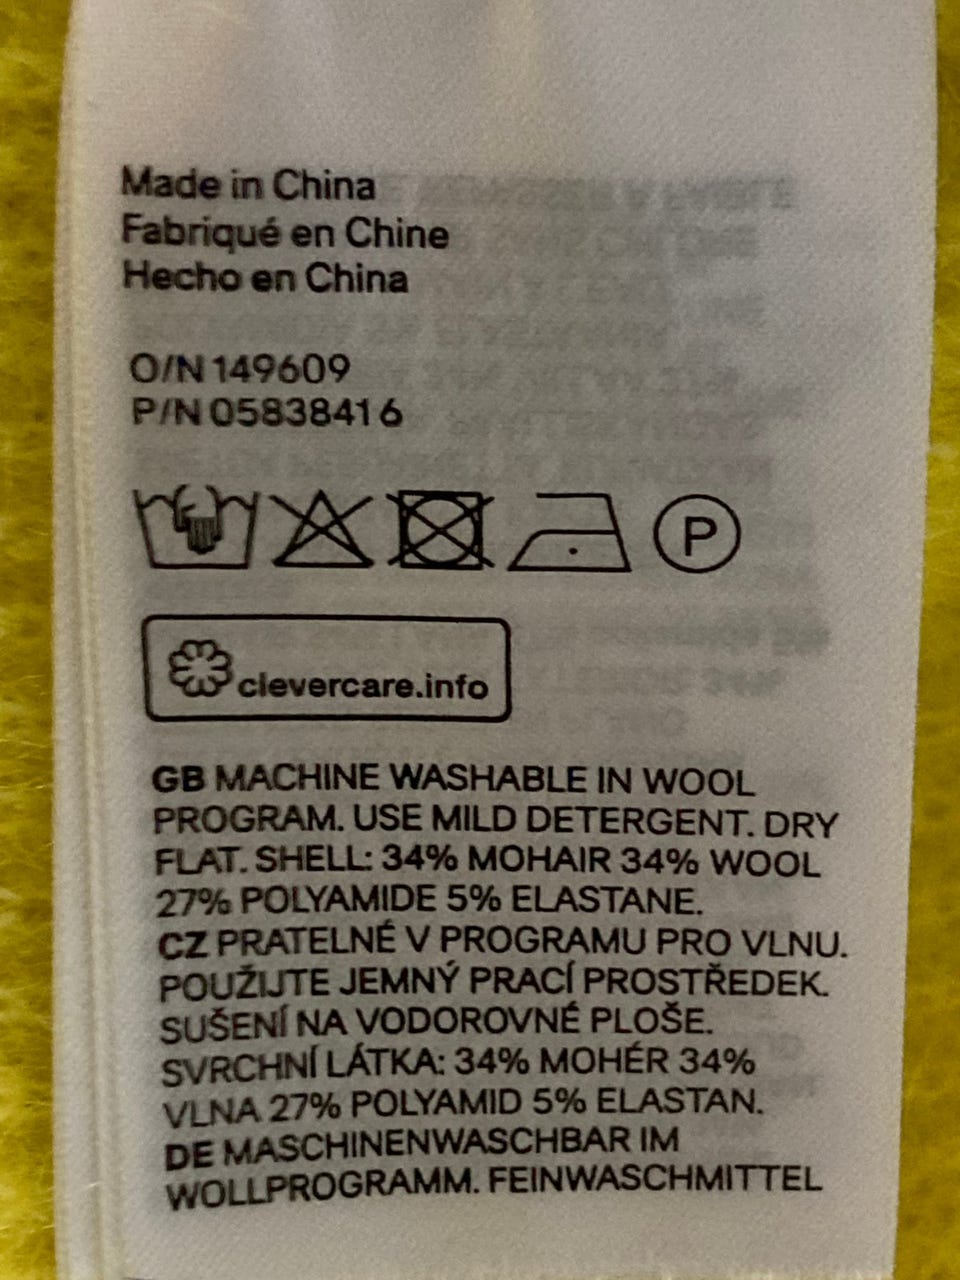 Made in China
Fabriqué en Chine
Hecho en China
O/N 149609
P/N 05838416
P
clevercare.info
GB MACHINE WASHABLE IN WOOL
PROGRAM. USE MILD DETERGENT. DRY
FLAT. SHELL: 34% MOHAIR 34% WOOL
27% POLYAMIDE 5% ELASTANE.
CZ PRATELNÉ V PROGRAMU PRO VLNU.
POUŽIJTE JEMNÝ PRACÍ PROSTŘEDEK.
SUŠENÍ NA VODOROVNÉ PLOŠE.
SVRCHNÍ LÁTKA: 34% MOHÉR 34%
VLNA 27% POLYAMID 5% ELASTAN.
DE MASCHINENWASCHBAR IM
WOLLPROGRAMM. FEINWASCHMITTEL